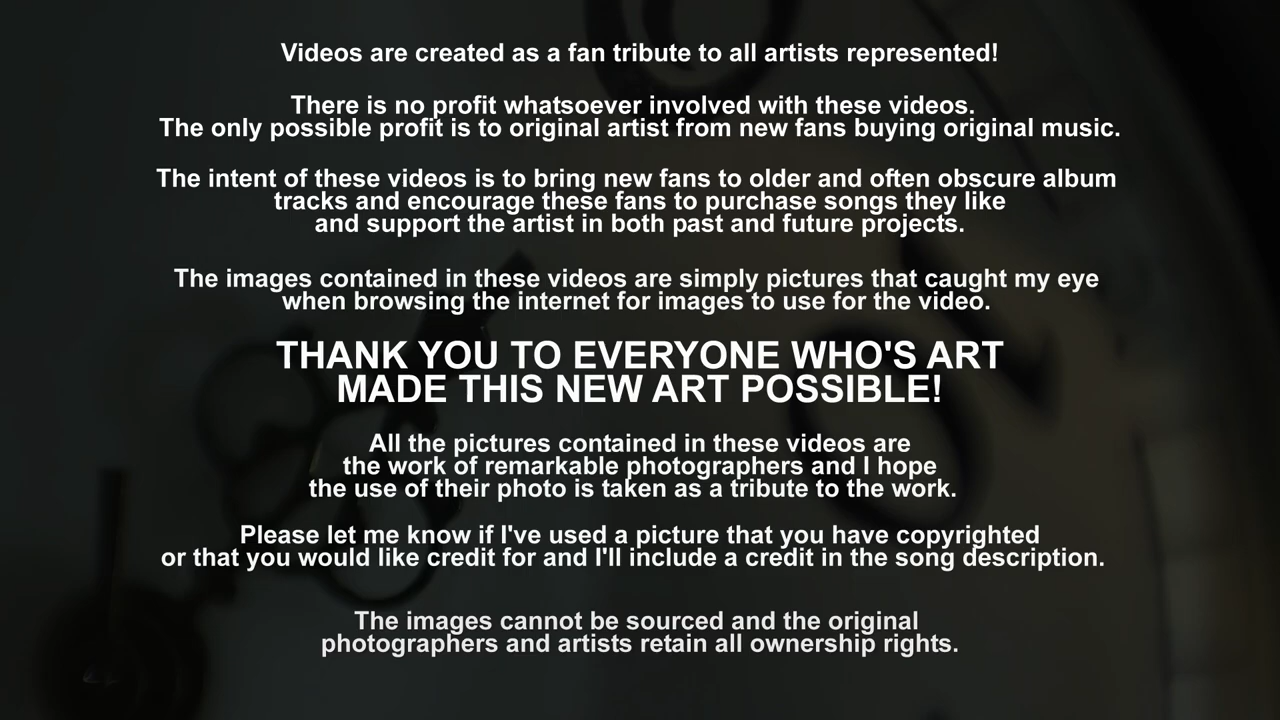 Videos are created as a fan tribute to all artists represented!
There is no profit whatsoever involved with these videos.
The only possible profit is to original artist from new fans buying original music.
The intent of these videos is to bring new fans to older and often obscure album
tracks and encourage these fans to purchase songs they like
and support the artist in both past and future projects.
The images contained in these videos are simply pictures that caught my eye
when browsing the internet for images to use for the video.
THANK YOU TO EVERYONE WHO'S ART
MADE THIS NEW ART POSSIBLE!
All the pictures contained in these videos are
the work of remarkable photographers and I hope
the use of their photo is taken as a tribute to the work.
Please let me know if I've used a picture that you have copyrighted
or that you would like credit for and I'll include a credit in the song description.
The images cannot be sourced and the original
photographers and artists retain all ownership rights.